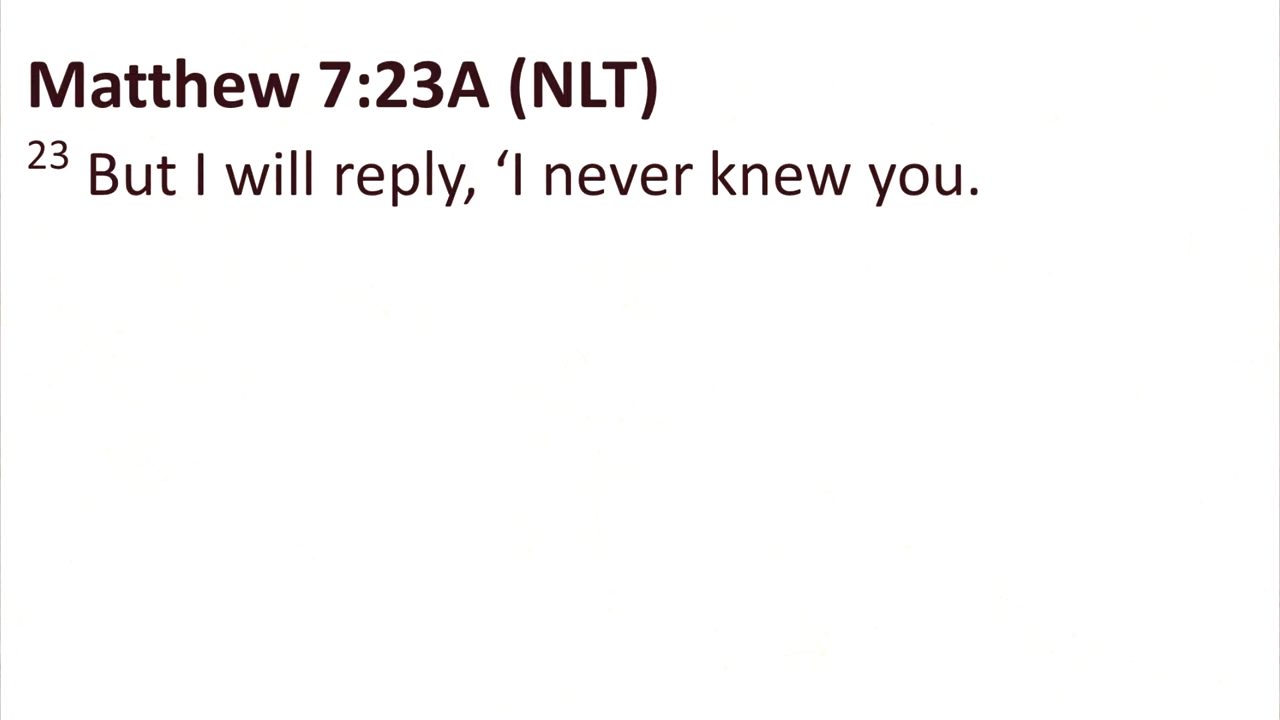 Matthew 7:23A (NLT)
23 But I will reply, ‘I never knew you.